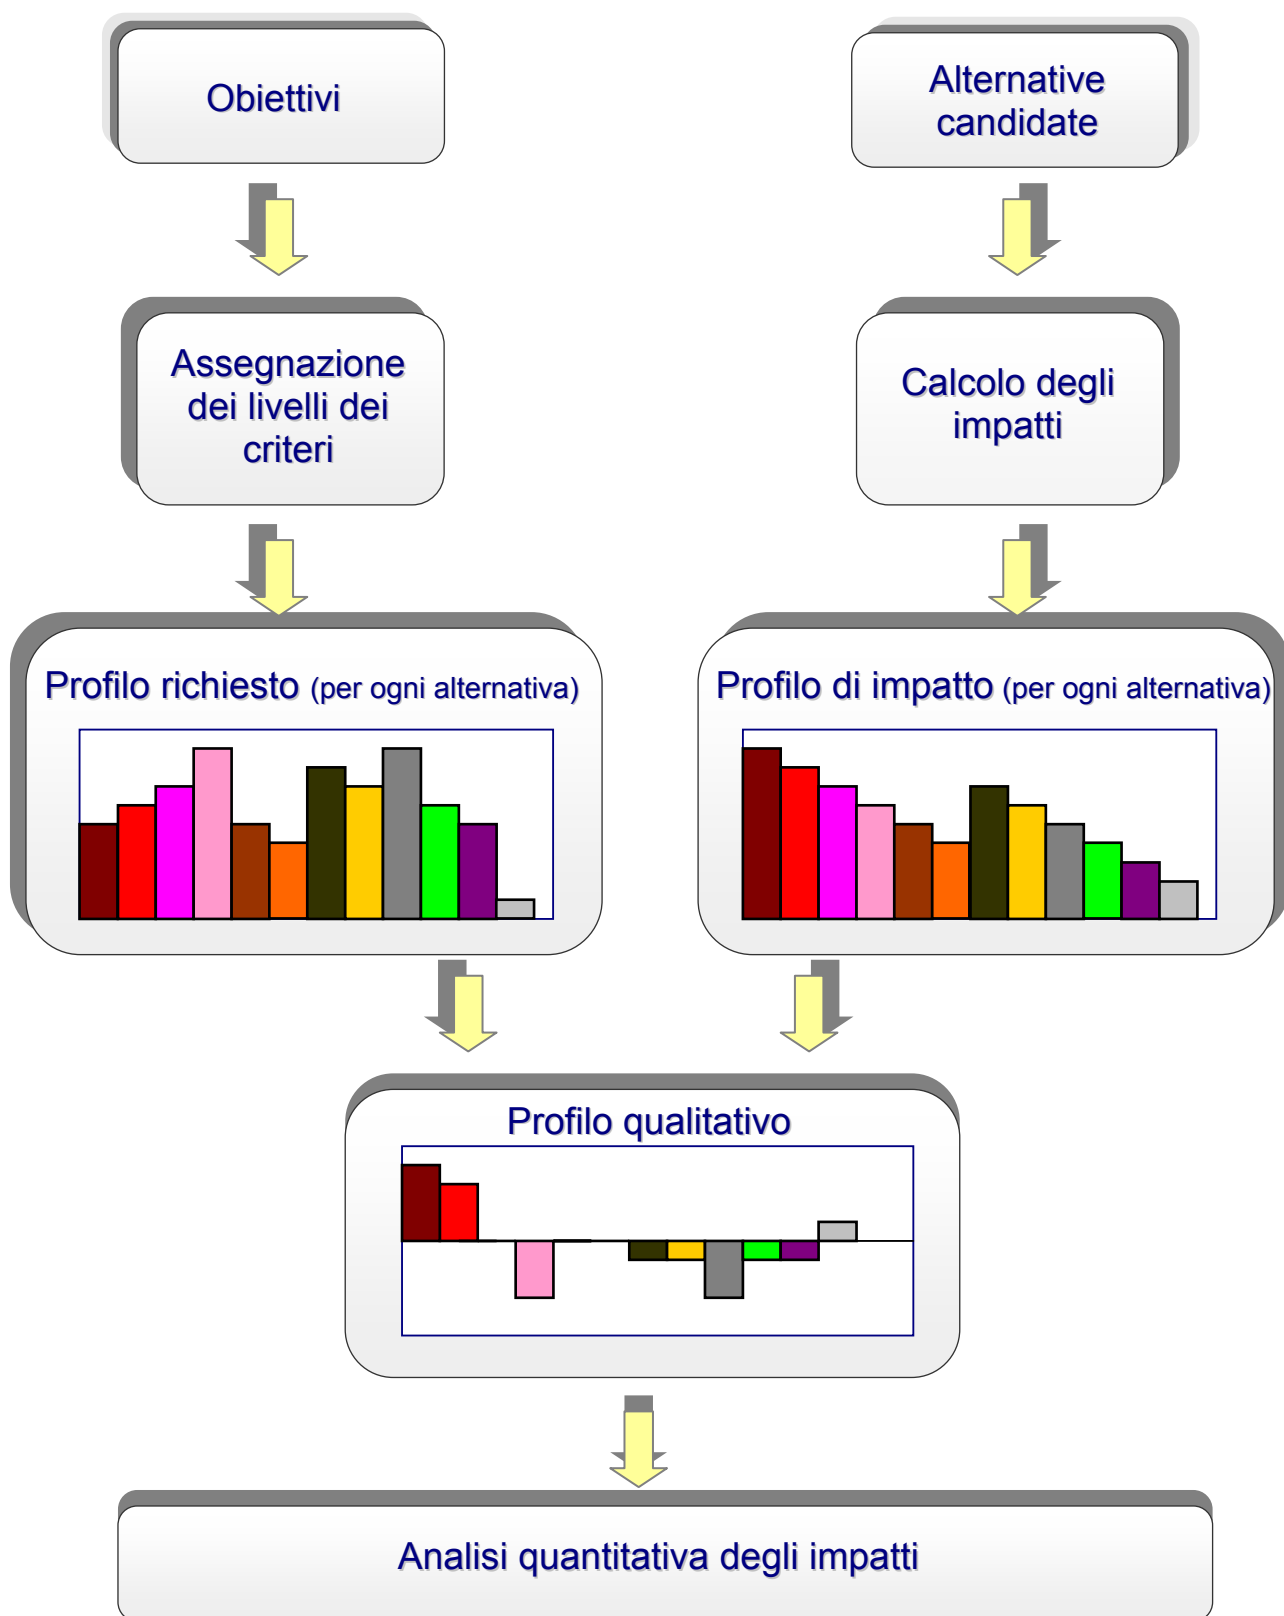 Obiettivi
Alternative
candidate
Assegnazione
dei livelli dei
criteri
Calcolo degli
impatti
Profilo richiesto (per ogni alternativa)
Profilo di impatto (per ogni alternativa)
Profilo qualitativo
Analisi quantitativa degli impatti